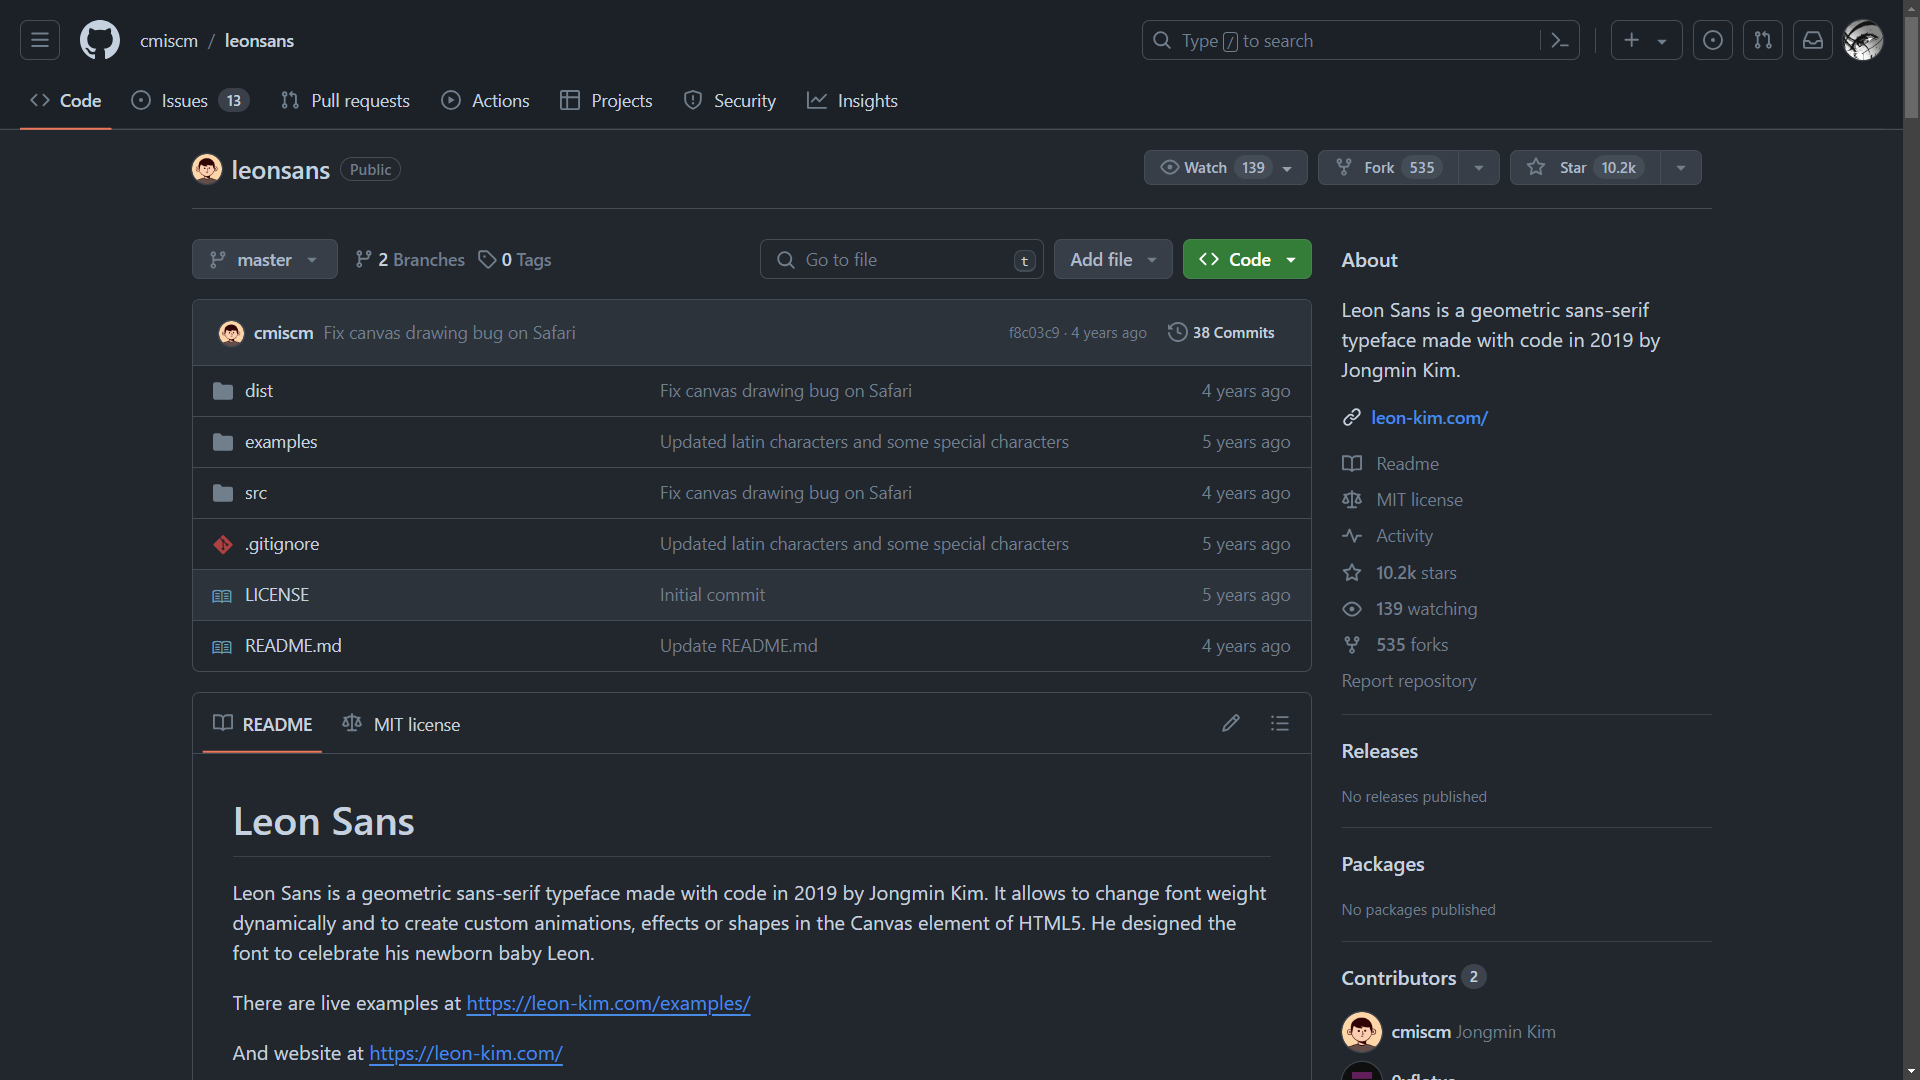 cmiscm / leonsans
Type / to search
Code
Issues 13
Pull requests
Actions
Projects
Security
Insights
leonsans Public
Watch 139
Fork 535
Star 10.2k
master
2 Branches
0 Tags
Go to file t
Add file
Code
cmiscm Fix canvas drawing bug on Safari f8c03c9 · 4 years ago 38 Commits
dist Fix canvas drawing bug on Safari 4 years ago
examples Updated latin characters and some special characters 5 years ago
src Fix canvas drawing bug on Safari 4 years ago
.gitignore Updated latin characters and some special characters 5 years ago
LICENSE Initial commit 5 years ago
README.md Update README.md 4 years ago
README
MIT license
Leon Sans
Leon Sans is a geometric sans-serif typeface made with code in 2019 by Jongmin Kim. It allows to change font weight
dynamically and to create custom animations, effects or shapes in the Canvas element of HTML5. He designed the
font to celebrate his newborn baby Leon.
There are live examples at https://leon-kim.com/examples/
And website at https://leon-kim.com/
About
Leon Sans is a geometric sans-serif
typeface made with code in 2019 by
Jongmin Kim.
leon-kim.com/
Readme
MIT license
Activity
10.2k stars
139 watching
535 forks
Report repository
Releases
No releases published
Packages
No packages published
Contributors 2
cmiscm Jongmin Kim